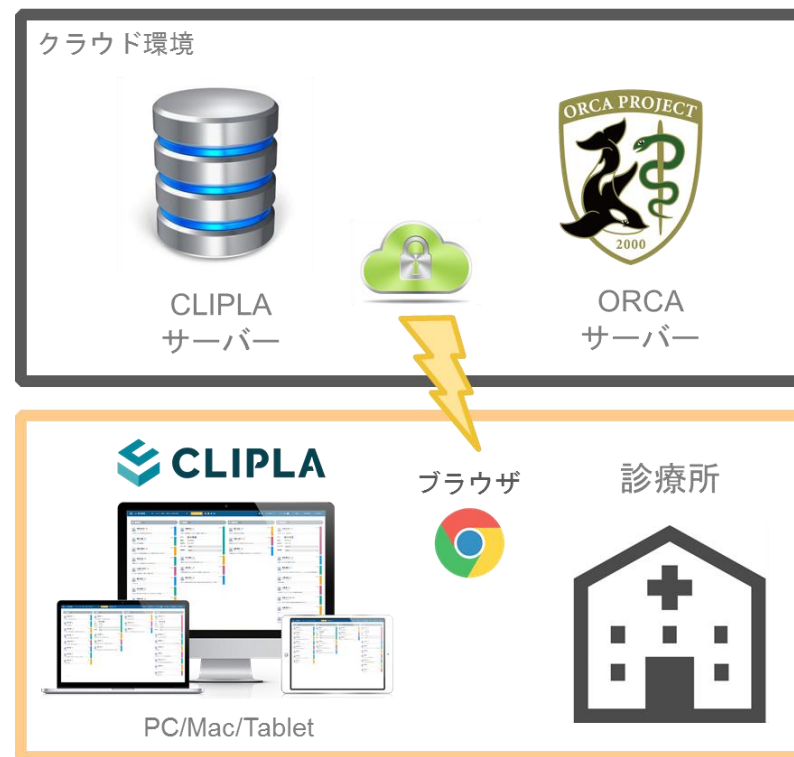 クラウド環境
ORCA PROJECT
2000
CLIPLA
サーバー
ORCA
サーバー
CLIPLA
ブラウザ
診療所
PC/Mac/Tablet